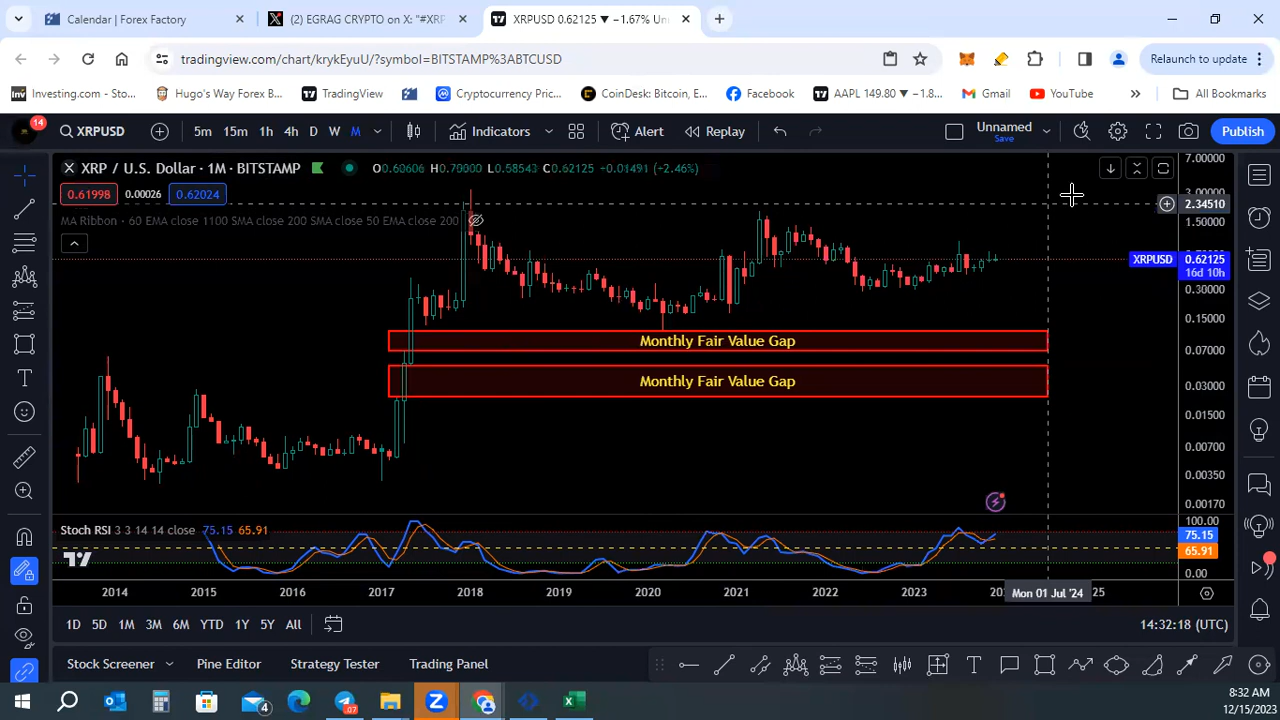 Calendar | Forex Factory
(2) EGRAG CRYPTO on X: "#XRP
XRPUSD 0.62125 ▼ −1.67% Un
tradingview.com/chart/krykEyuU/?symbol=BITSTAMP%3ABTCUSD
Relaunch to update
Investing.com - Sto...
Hugo's Way Forex B...
TradingView
Cryptocurrency Pric...
CoinDesk: Bitcoin, E...
Facebook
AAPL 149.80 ▼ −1.8...
Gmail
YouTube
»
All Bookmarks
14
XRPUSD
5m 15m 1h 4h D W M
Indicators
Alert
Replay
Unnamed
Save
Publish
XRP / U.S. Dollar · 1M · BITSTAMP
O0.60606 H0.70000 L0.58543 C0.62125 +0.01491 (+2.46%)
0.61998 0.00026 0.62024
MA Ribbon · 60 EMA close 1100 SMA close 200 SMA close 200 EMA close 200
7.00000
3.00000
2.34510
1.50000
XRPUSD 0.62125
16d 10h
0.30000
0.15000
0.07000
0.03000
0.01500
0.00700
0.00350
0.00170
Monthly Fair Value Gap
Monthly Fair Value Gap
Stoch RSI 3 3 14 14 close 75.15 65.91
100.00
75.15
65.91
0.00
2014 2015 2016 2017 2018 2019 2020 2021 2022 2023
Mon 01 Jul '24
25
1D 5D 1M 3M 6M YTD 1Y 5Y All
14:32:18 (UTC)
Stock Screener
Pine Editor
Strategy Tester
Trading Panel
4
07
8:32 AM
12/15/2023